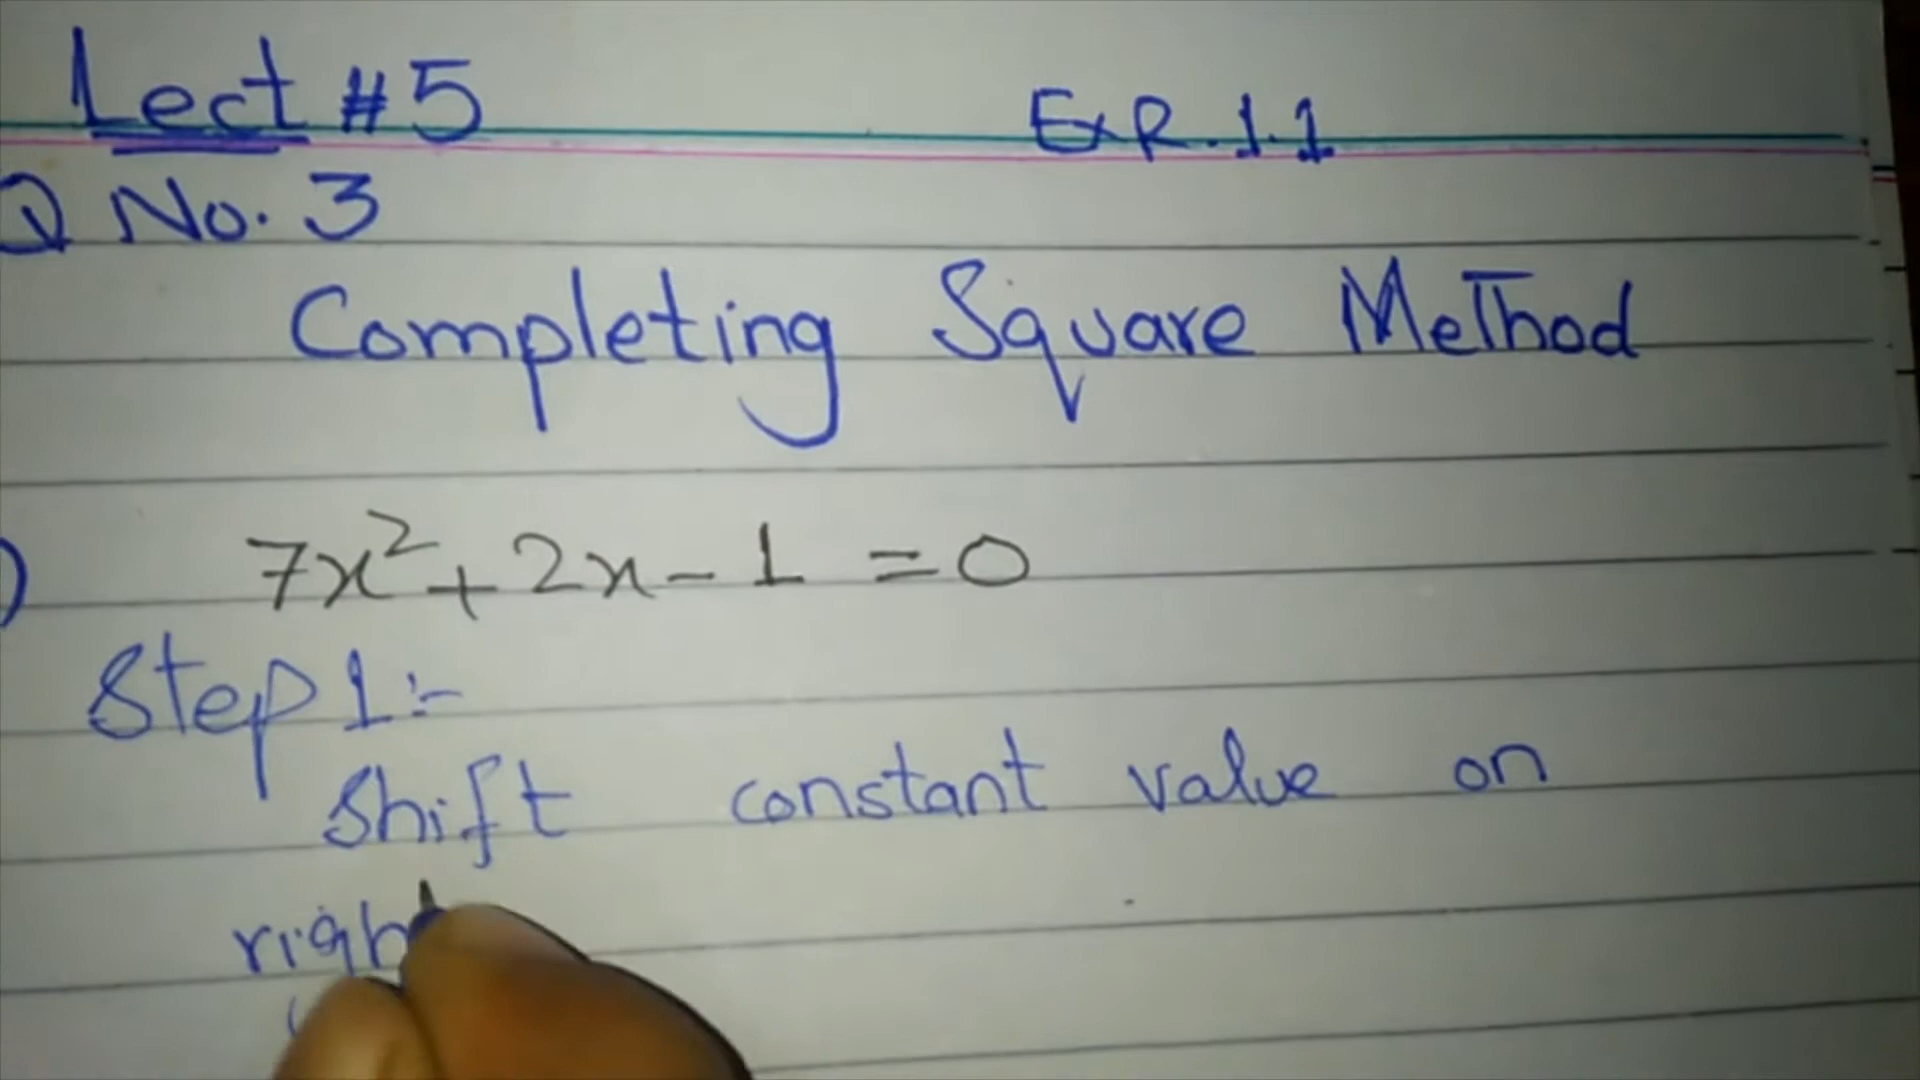 Lect #5
Ex R. 1.1
Q No. 3
Completing Square Method
) 7x² + 2x - 1 = 0
Step 1:-
Shift constant value on
righ